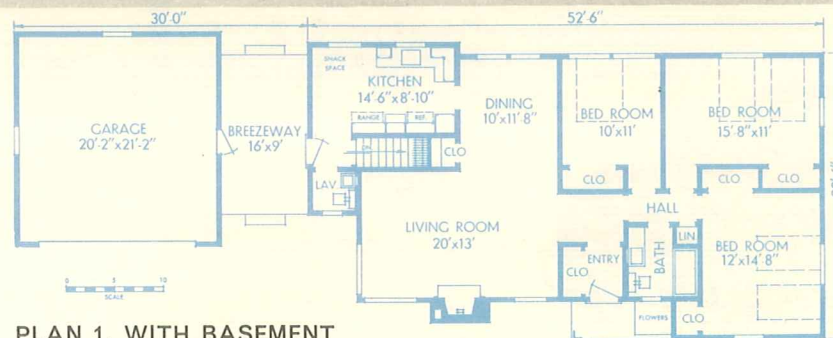 30'-0"
52'-6"
SNACK
SPACE
KITCHEN
14'-6"x8'-10"
DINING
10'x11'-8"
BED ROOM
10'x11'
BED ROOM
15'-8"x11'
GARAGE
20'-2"x21'-2"
BREEZEWAY
16'x9'
RANGE
REF.
CLO
CLO
CLO
CLO
LAV.
HALL
LIVING ROOM
20'x13'
ENTRY
CLO
BATH
LIN
BED ROOM
12'x14'-8"
0 5 10
SCALE
FLOWERS
CLO
PLAN 1 WITH BASEMENT